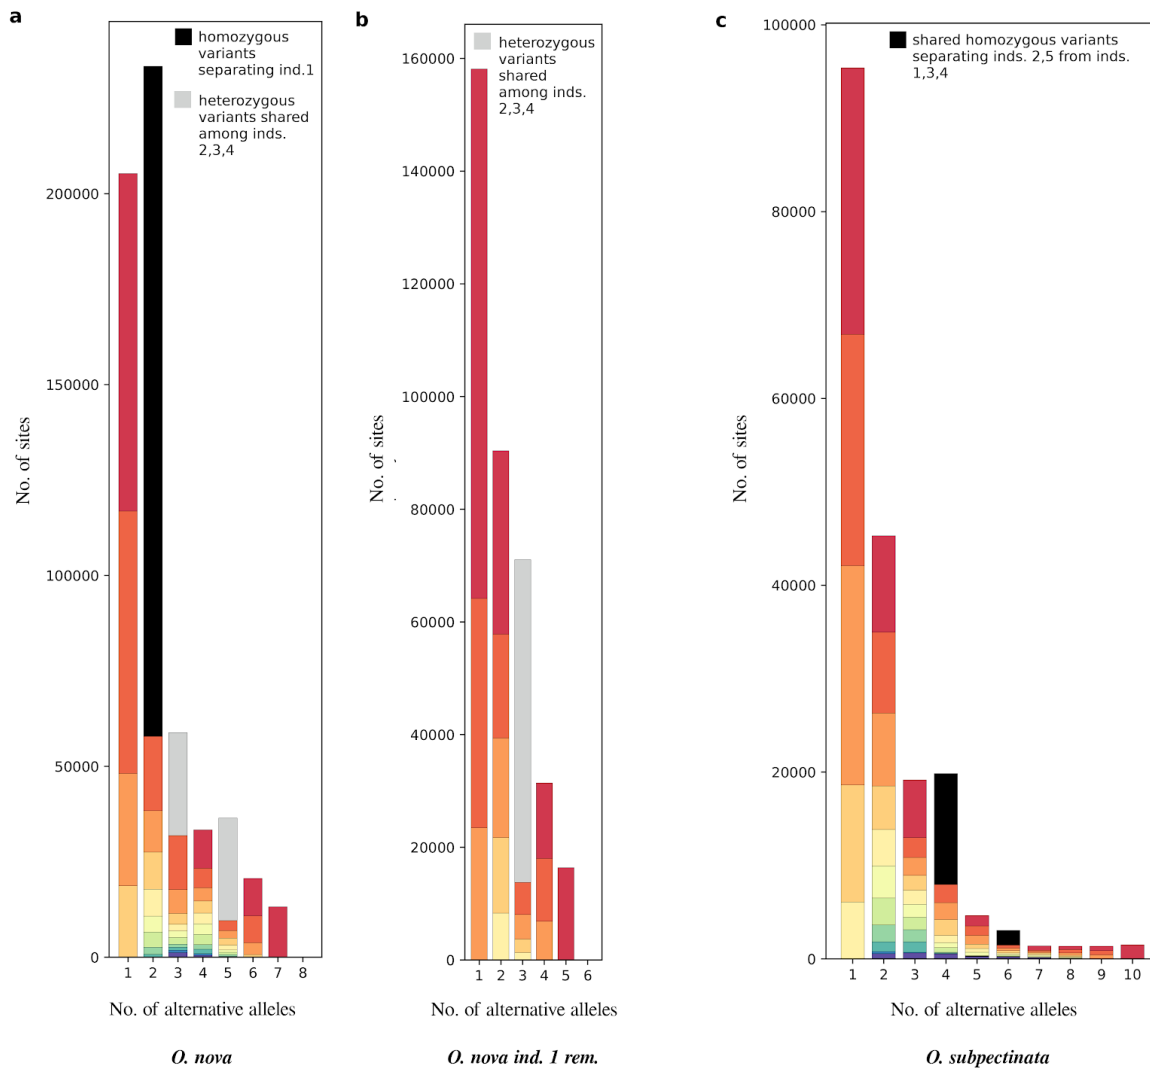 a
homozygous
variants
separating ind.1
heterozygous
variants shared
among inds.
2,3,4
200000
150000
100000
50000
0
No. of sites
1 2 3 4 5 6 7 8
No. of alternative alleles
O. nova
b
heterozygous
variants
shared
among inds.
2,3,4
160000
140000
120000
100000
80000
60000
40000
20000
0
No. of sites
1 2 3 4 5 6
No. of alternative alleles
O. nova ind. 1 rem.
c
shared homozygous variants
separating inds. 2,5 from inds.
1,3,4
100000
80000
60000
40000
20000
0
No. of sites
1 2 3 4 5 6 7 8 9 10
No. of alternative alleles
O. subpectinata